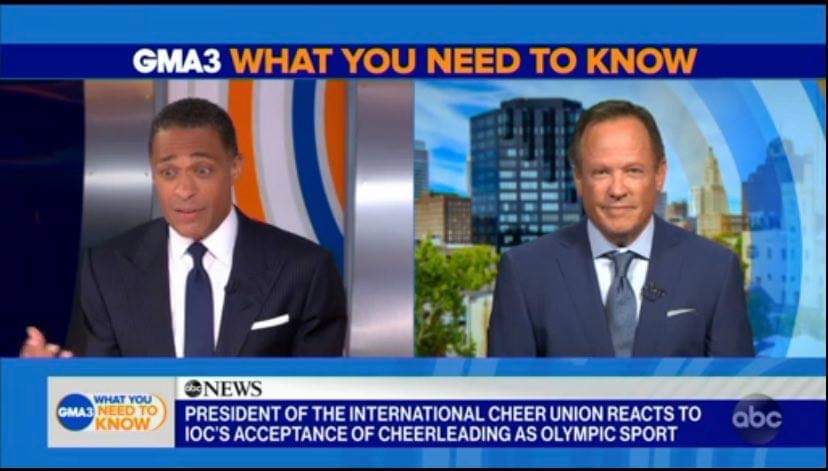 GMA3 WHAT YOU NEED TO KNOW
abc NEWS
GMA3 WHAT YOU
NEED TO
KNOW
PRESIDENT OF THE INTERNATIONAL CHEER UNION REACTS TO
IOC'S ACCEPTANCE OF CHEERLEADING AS OLYMPIC SPORT
abc